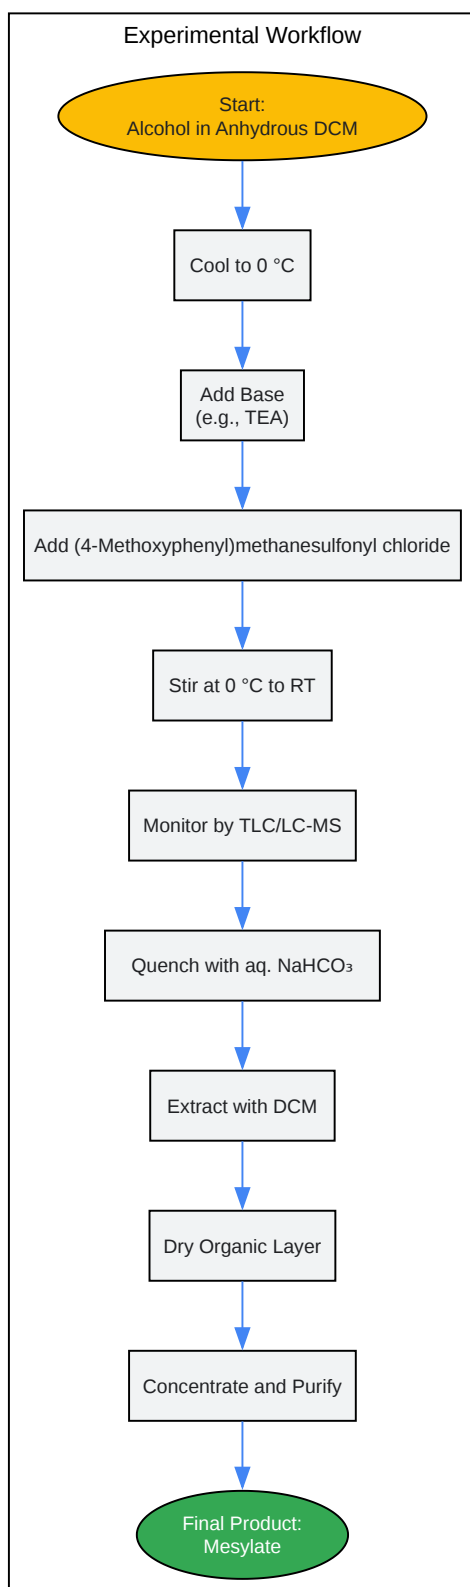 Experimental Workflow
Start:
Alcohol in Anhydrous DCM
Cool to 0 °C
Add Base
(e.g., TEA)
Add (4-Methoxyphenyl)methanesulfonyl chloride
Stir at 0 °C to RT
Monitor by TLC/LC-MS
Quench with aq. NaHCO₃
Extract with DCM
Dry Organic Layer
Concentrate and Purify
Final Product:
Mesylate